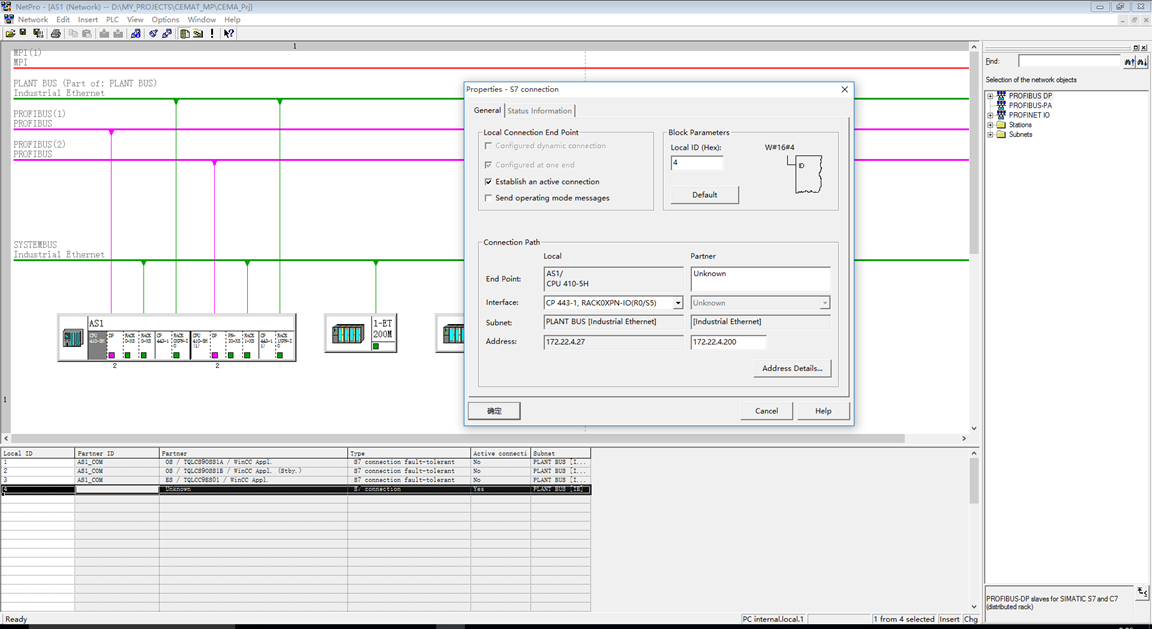 NetPro - [AS1 (Network) -- D:\MY_PROJECTS\CEMAT_MP\CEMA_Prj]
Network Edit Insert PLC View Options Window Help
1
MPI(1)
MPI
PLANT BUS (Part of: PLANT BUS)
Industrial Ethernet
PROFIBUS(1)
PROFIBUS
PROFIBUS(2)
PROFIBUS
SYSTEMBUS
Industrial Ethernet
AS1
2
2
1-ET
200M
1
Properties - S7 connection
General
Status Information
Local Connection End Point
Configured dynamic connection
Configured at one end
Establish an active connection
Send operating mode messages
Block Parameters
Local ID (Hex):
W#16#4
4
ID
Default
Connection Path
Local
Partner
End Point:
AS1/
CPU 410-5H
Unknown
Interface:
CP 443-1, RACK0XPN-IO(R0/S5)
Unknown
Subnet:
PLANT BUS [Industrial Ethernet]
[Industrial Ethernet]
Address:
172.22.4.27
172.22.4.200
Address Details...
确定
Cancel
Help
Find:
Selection of the network objects
PROFIBUS DP
PROFIBUS-PA
PROFINET IO
Stations
Subnets
PROFIBUS-DP slaves for SIMATIC S7 and C7
(distributed rack)
Local ID Partner ID Partner Type Active connecti Subnet
1 AS1_COM OS / TQLCS90SS1A / WinCC Appl. S7 connection fault-tolerant No PLANT BUS [I...
2 AS1_COM OS / TQLCS90SS1B / WinCC Appl. (Stby.) S7 connection fault-tolerant No PLANT BUS [I...
3 AS1_COM ES / TQLCC9ES01 / WinCC Appl. S7 connection fault-tolerant No PLANT BUS [I...
4 Unknown S7 connection Yes PLANT BUS [IE]
Ready
PC internal.local.1
1 from 4 selected
Insert
Chg